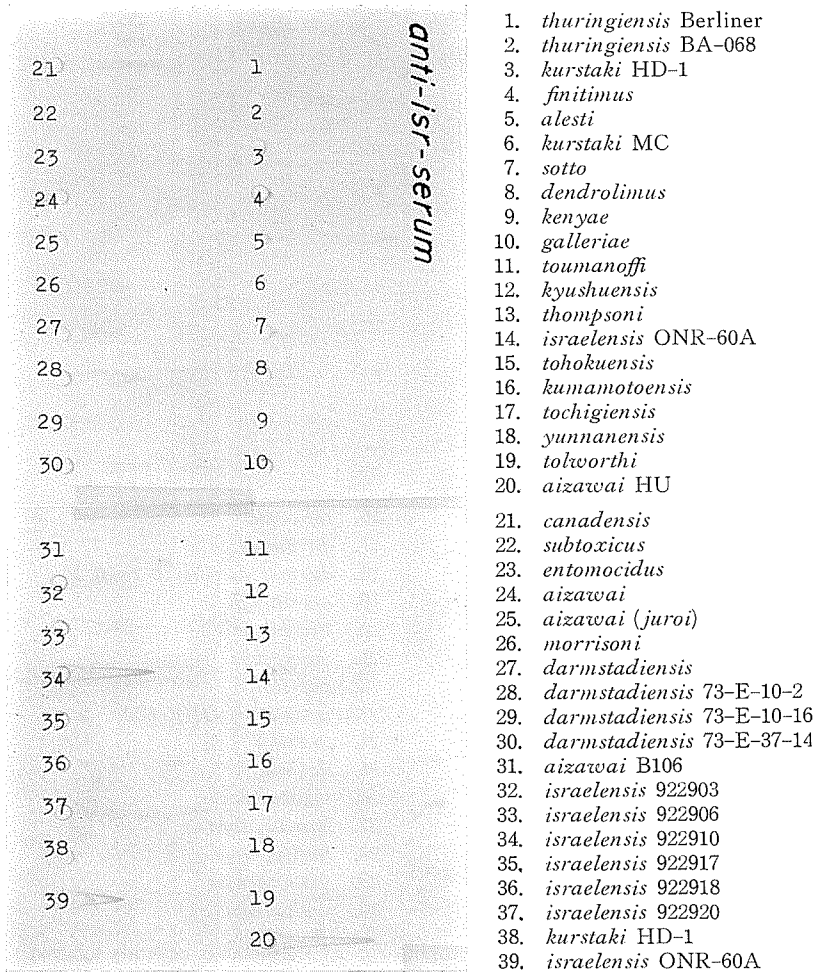 anti-isr-serum
21 1
22 2
23 3
24 4
25 5
26 6
27 7
28 8
29 9
30 10
31 11
32 12
33 13
34 14
35 15
36 16
37 17
38 18
39 19
20
1. thuringiensis Berliner
2. thuringiensis BA-068
3. kurstaki HD-1
4. finitimus
5. alesti
6. kurstaki MC
7. sotto
8. dendrolimus
9. kenyae
10. galleriae
11. toumanoffi
12. kyushuensis
13. thompsoni
14. israelensis ONR-60A
15. tohokuensis
16. kumamotoensis
17. tochigiensis
18. yunnanensis
19. tolworthi
20. aizawai HU
21. canadensis
22. subtoxicus
23. entomocidus
24. aizawai
25. aizawai (juroi)
26. morrisoni
27. darmstadiensis
28. darmstadiensis 73-E-10-2
29. darmstadiensis 73-E-10-16
30. darmstadiensis 73-E-37-14
31. aizawai B106
32. israelensis 922903
33. israelensis 922906
34. israelensis 922910
35. israelensis 922917
36. israelensis 922918
37. israelensis 922920
38. kurstaki HD-1
39. israelensis ONR-60A